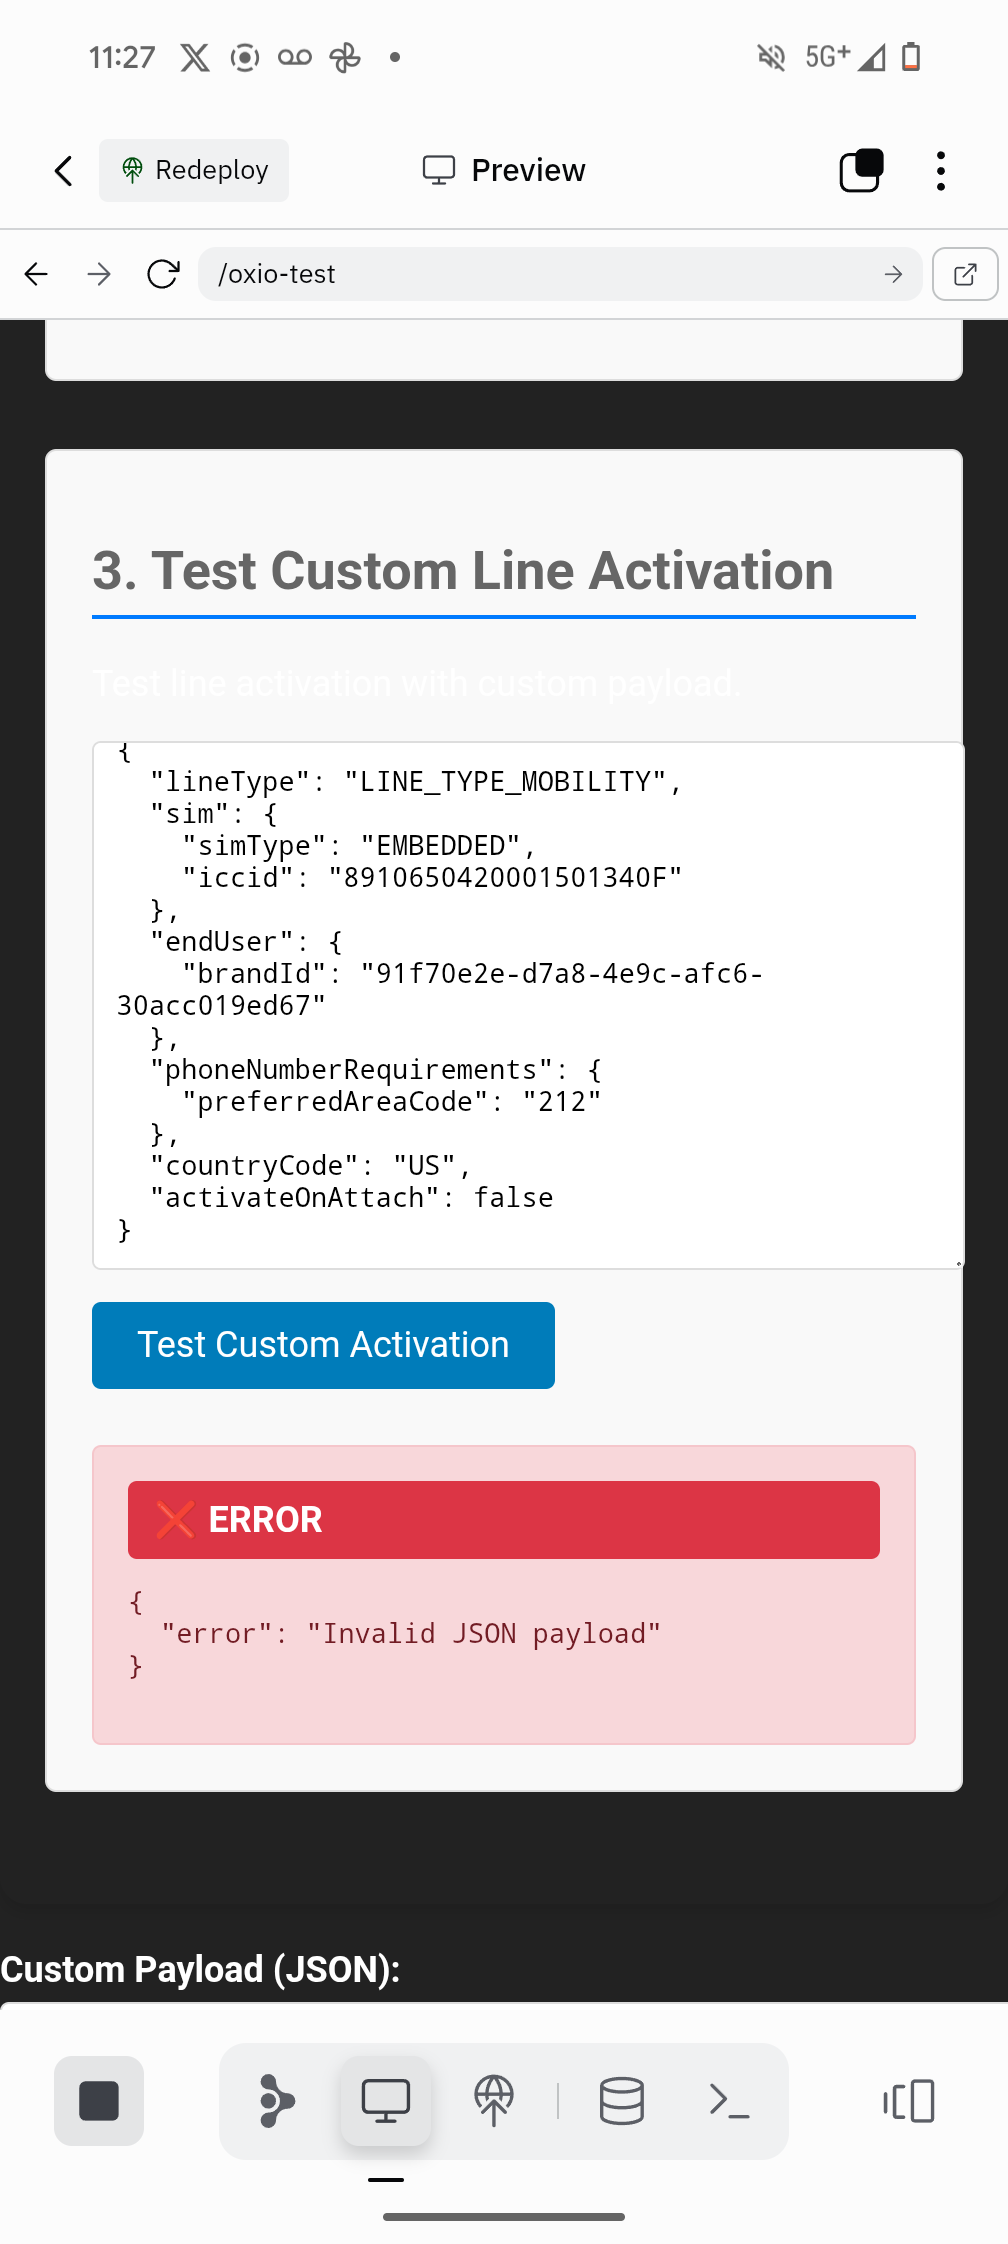 11:27
5G+
Redeploy
Preview
/oxio-test
3. Test Custom Line Activation
Test line activation with custom payload.
{
"lineType": "LINE_TYPE_MOBILITY",
"sim": {
"simType": "EMBEDDED",
"iccid": "8910650420001501340F"
},
"endUser": {
"brandId": "91f70e2e-d7a8-4e9c-afc6-
30acc019ed67"
},
"phoneNumberRequirements": {
"preferredAreaCode": "212"
},
"countryCode": "US",
"activateOnAttach": false
}
Test Custom Activation
❌ ERROR
{
"error": "Invalid JSON payload"
}
Custom Payload (JSON):